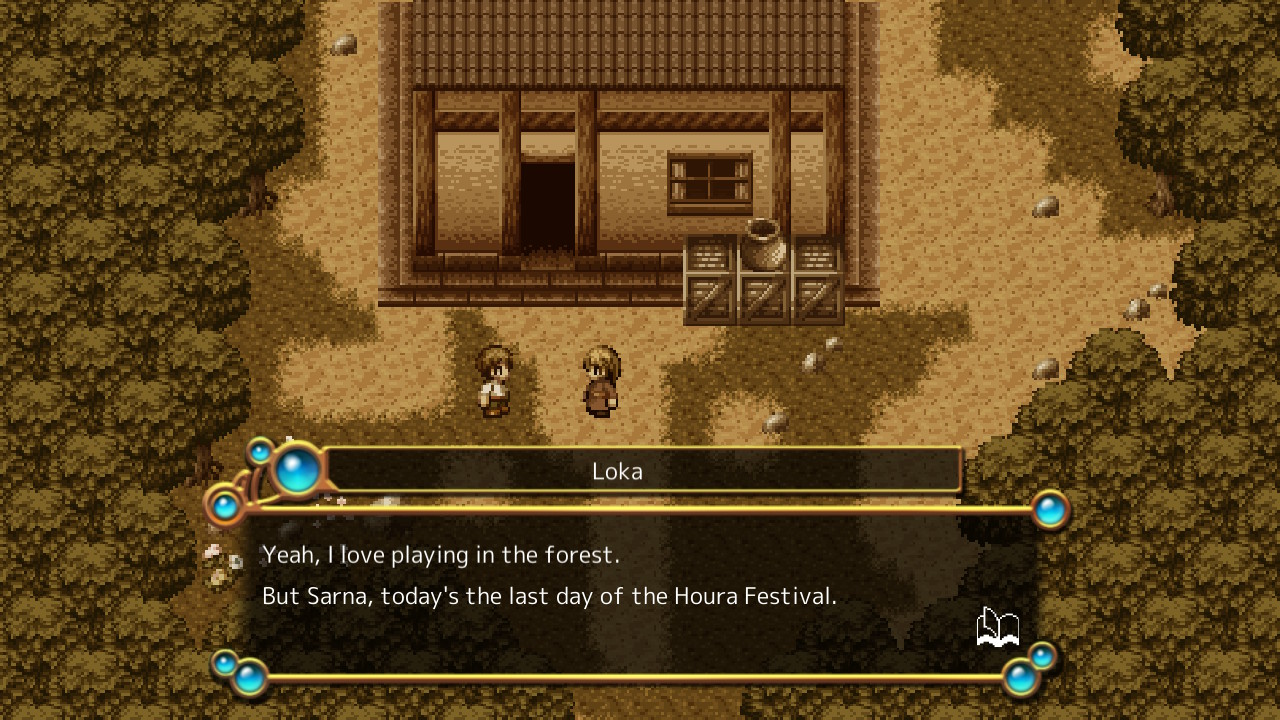 Loka
Yeah, I love playing in the forest.
But Sarna, today's the last day of the Houra Festival.